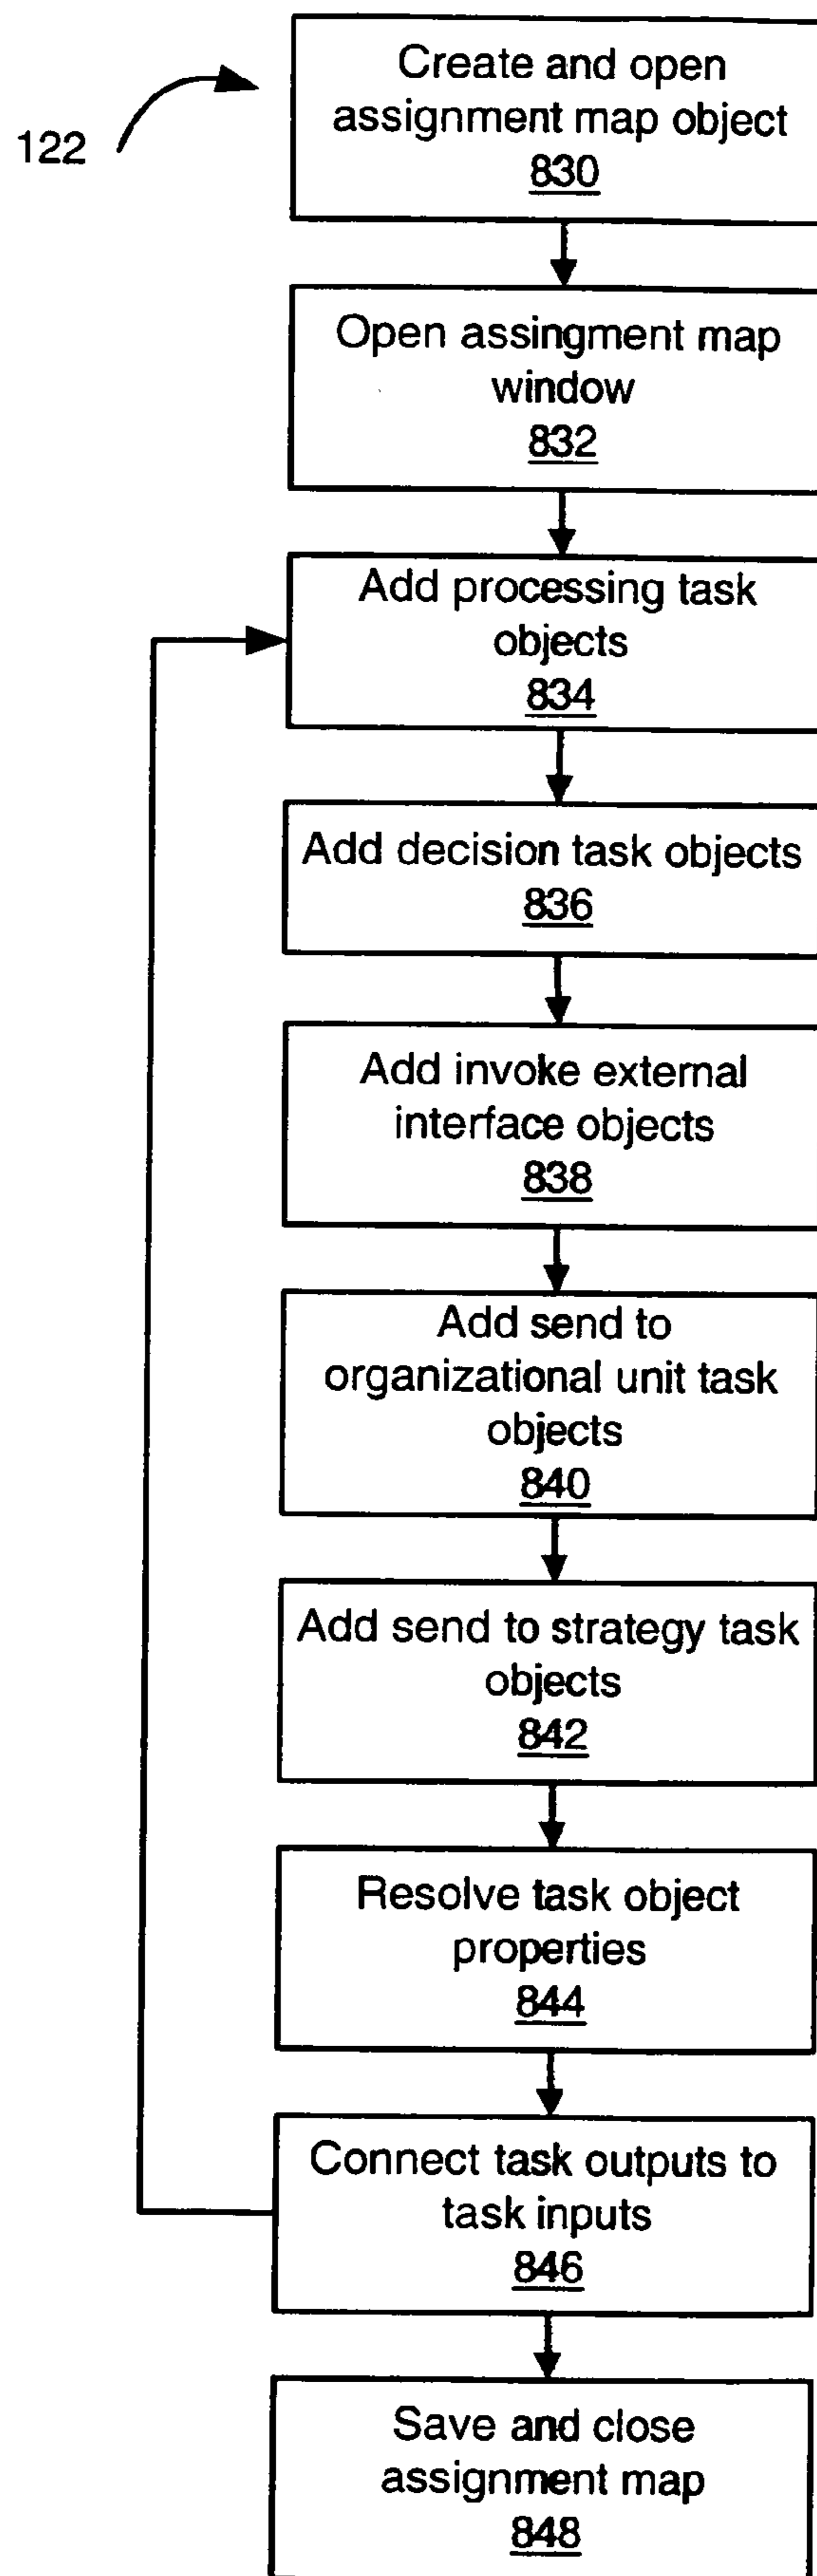 122
Create and open
assignment map object
830
Open assingment map
window
832
Add processing task
objects
834
Add decision task objects
836
Add invoke external
interface objects
838
Add send to
organizational unit task
objects
840
Add send to strategy task
objects
842
Resolve task object
properties
844
Connect task outputs to
task inputs
846
Save and close
assignment map
848